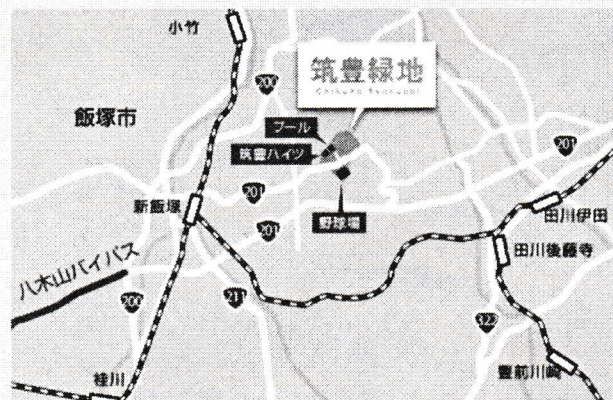 小竹
200
筑豊緑地
Chikuho Ryokuchi
飯塚市
プール
筑豊ハイツ
201
新飯塚
201
野球場
201
田川伊田
田川後藤寺
八木山バイパス
200
211
322
桂川
豊前川崎